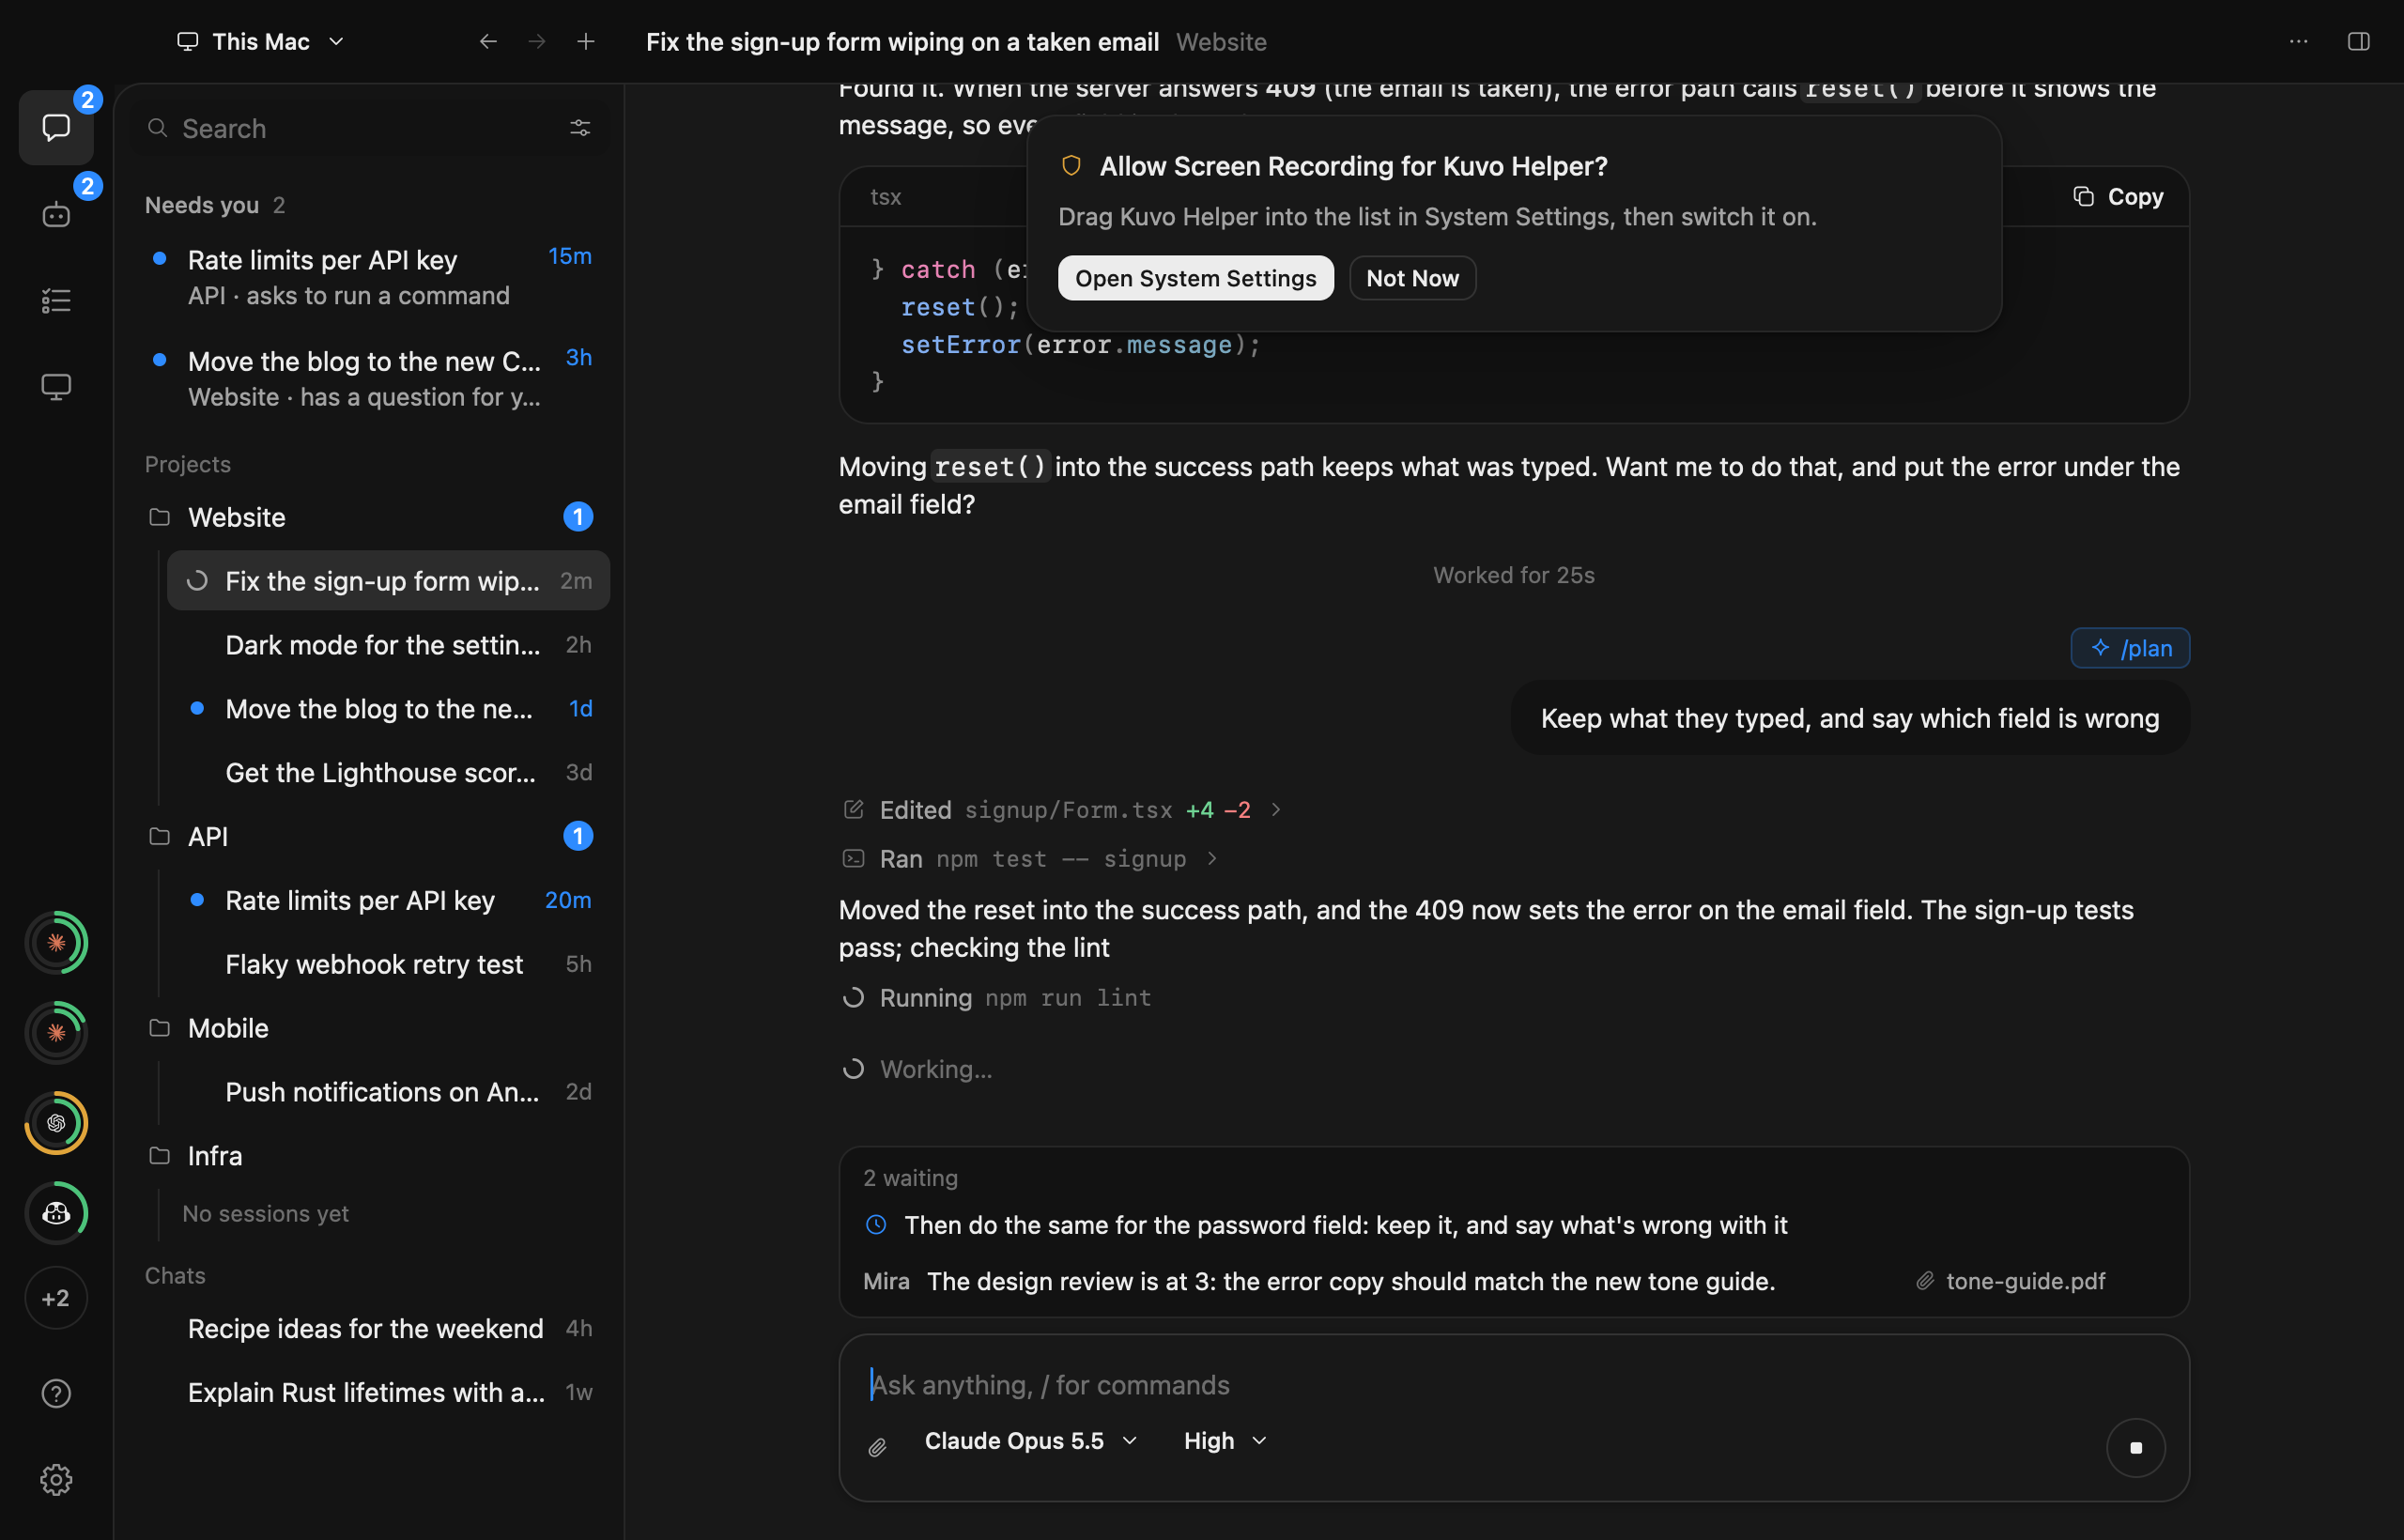 This Mac
Fix the sign-up form wiping on a taken email Website
2
2
Search
Needs you 2
Rate limits per API key 15m
API · asks to run a command
Move the blog to the new C... 3h
Website · has a question for y...
Projects
Website 1
Fix the sign-up form wip... 2m
Dark mode for the settin... 2h
Move the blog to the ne... 1d
Get the Lighthouse scor... 3d
API 1
Rate limits per API key 20m
Flaky webhook retry test 5h
Mobile
Push notifications on An... 2d
Infra
No sessions yet
Chats
Recipe ideas for the weekend 4h
Explain Rust lifetimes with a... 1w
+2
Found it. When the server answers 409 (the email is taken), the error path calls reset() before it shows the
message, so eve
Allow Screen Recording for Kuvo Helper?
Drag Kuvo Helper into the list in System Settings, then switch it on.
Open System Settings
Not Now
tsx
Copy
} catch (e
reset();
setError(error.message);
}
Moving reset() into the success path keeps what was typed. Want me to do that, and put the error under the
email field?
Worked for 25s
/plan
Keep what they typed, and say which field is wrong
Edited signup/Form.tsx +4 −2
Ran npm test -- signup
Moved the reset into the success path, and the 409 now sets the error on the email field. The sign-up tests
pass; checking the lint
Running npm run lint
Working...
2 waiting
Then do the same for the password field: keep it, and say what's wrong with it
Mira The design review is at 3: the error copy should match the new tone guide. tone-guide.pdf
Ask anything, / for commands
Claude Opus 5.5 High